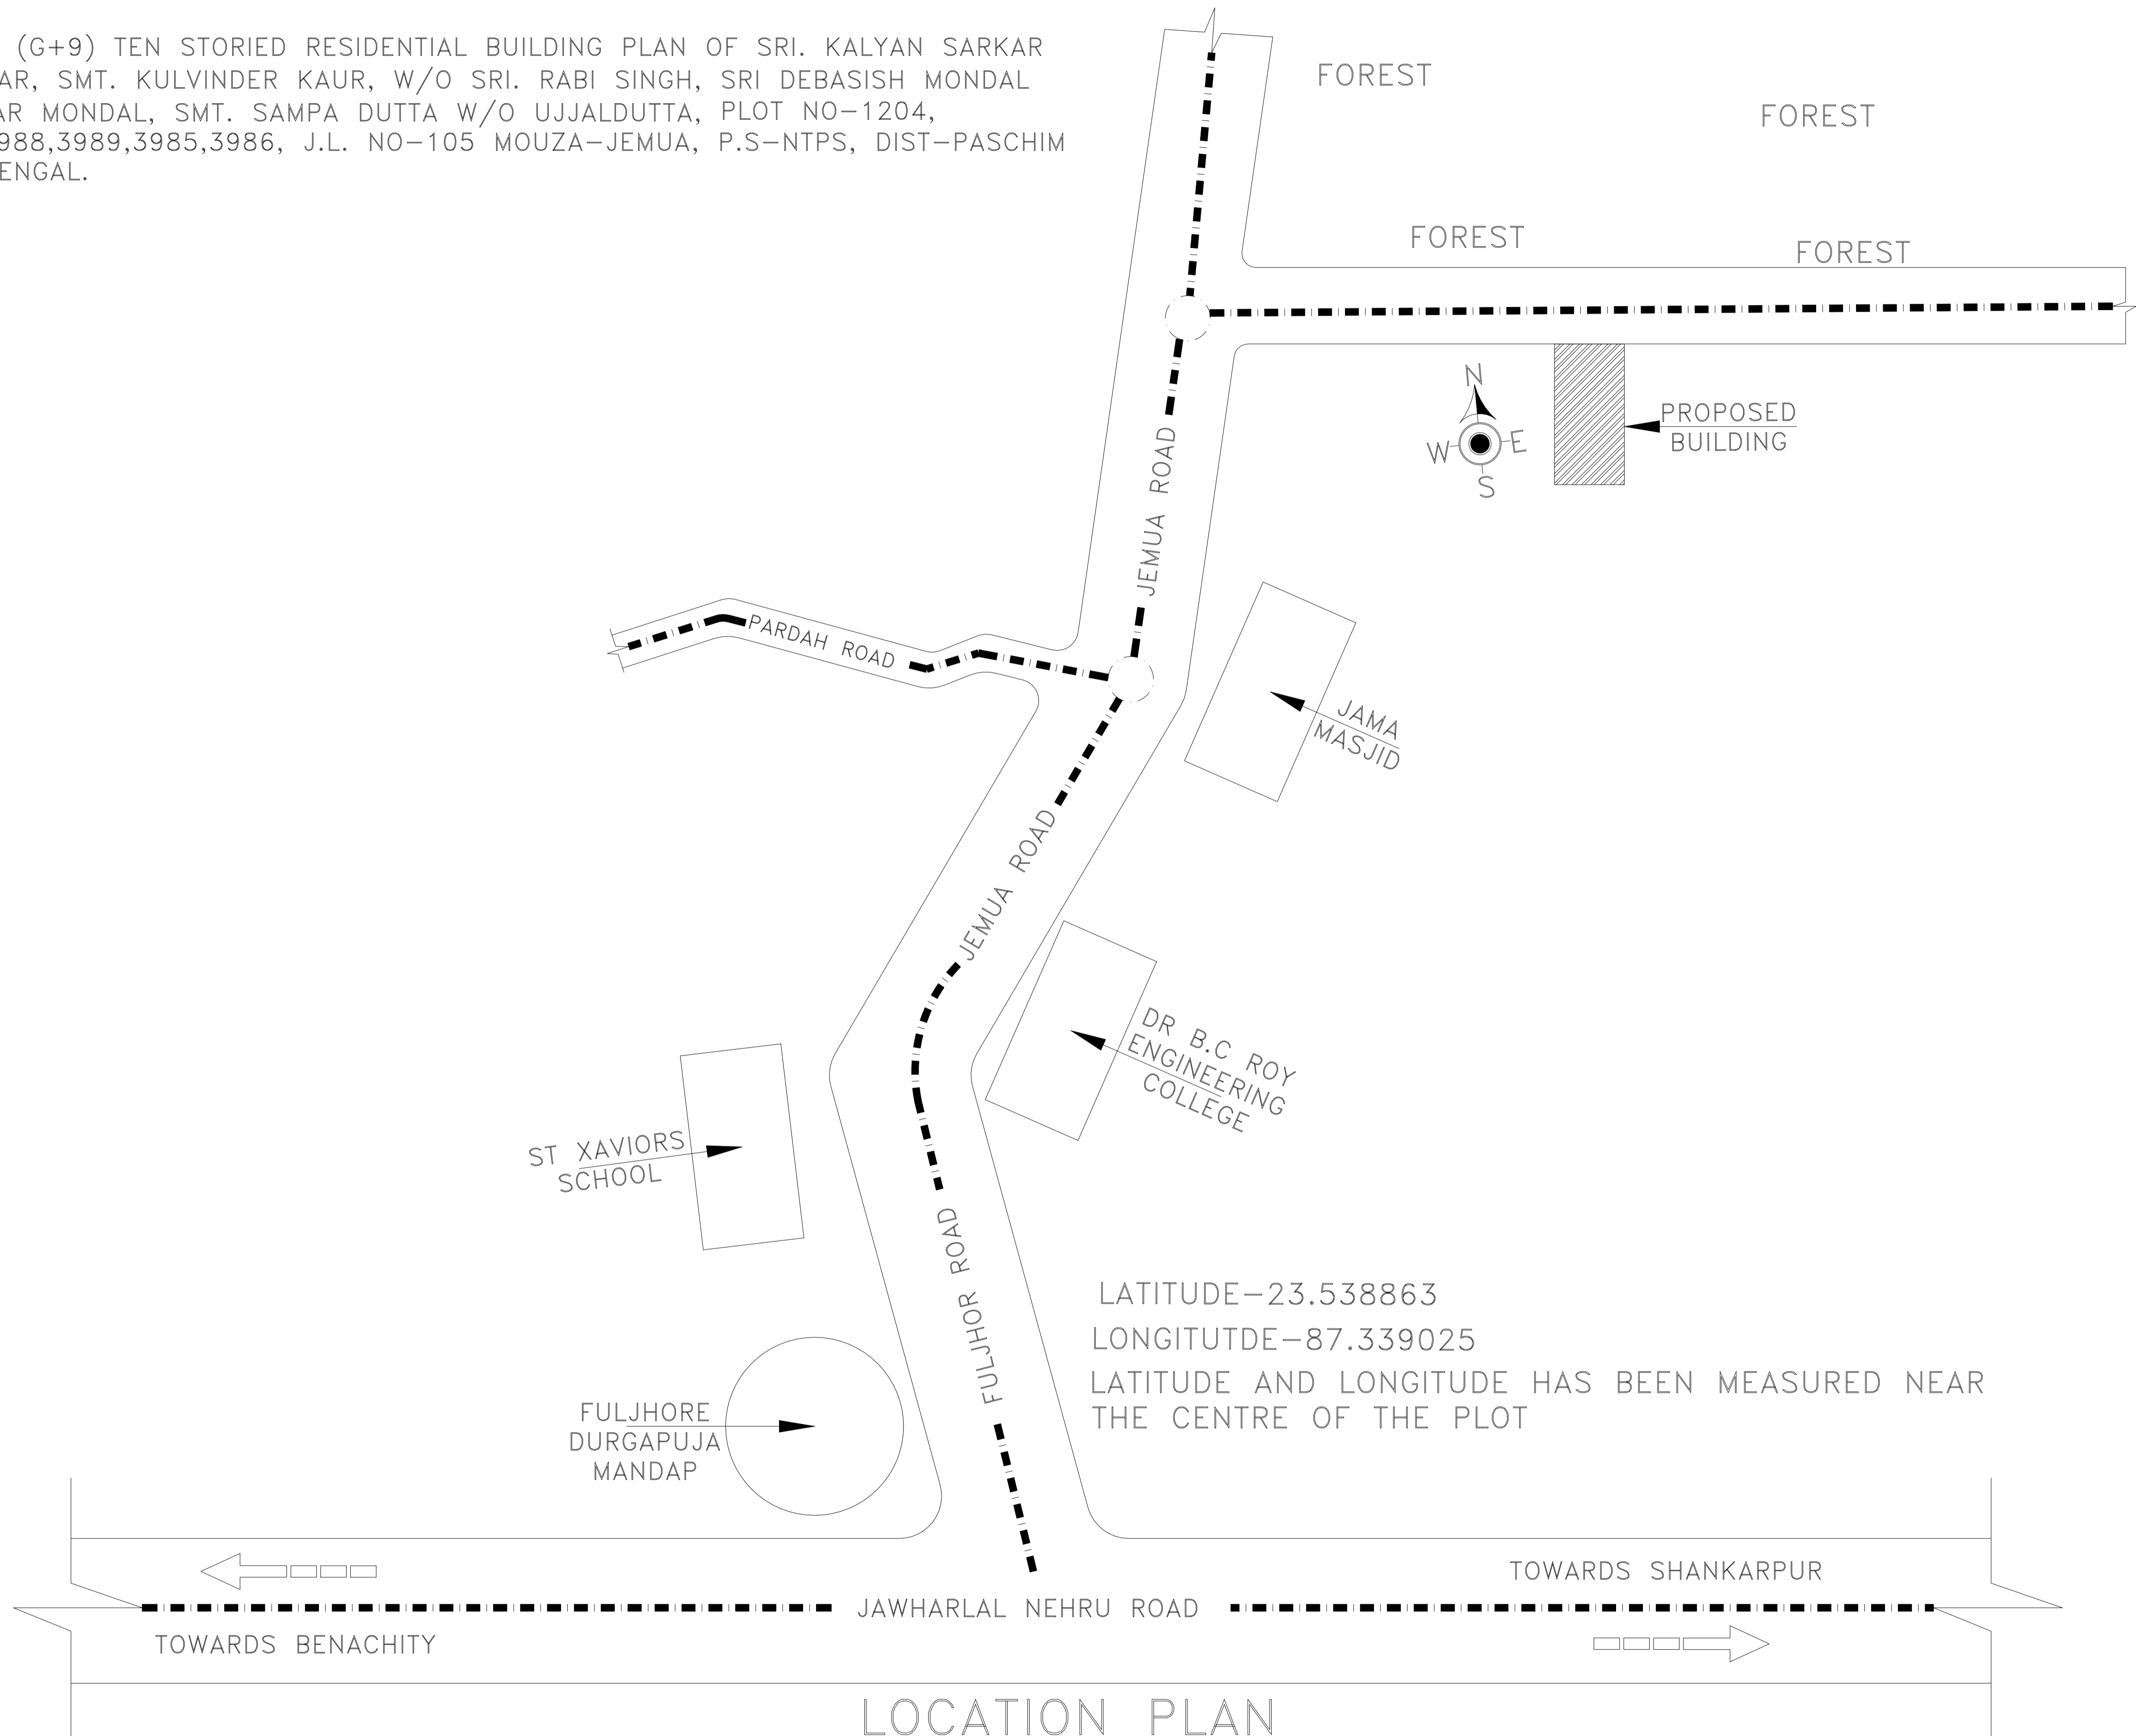 (G+9) TEN STORIED RESIDENTIAL BUILDING PLAN OF SRI. KALYAN SARKAR
AR, SMT. KULVINDER KAUR, W/O SRI. RABI SINGH, SRI DEBASISH MONDAL
AR MONDAL, SMT. SAMPA DUTTA W/O UJJALDUTTA, PLOT NO-1204,
988,3989,3985,3986, J.L. NO-105 MOUZA-JEMUA, P.S-NTPS, DIST-PASCHIM
ENGAL.
FOREST
FOREST
FOREST
FOREST
N
W
E
S
PROPOSED
BUILDING
JEMUA ROAD
PARDAH ROAD
JAMA
MASJID
JEMUA ROAD
DR B.C ROY
ENGINEERING
COLLEGE
ST XAVIORS
SCHOOL
FULJHOR ROAD
LATITUDE-23.538863
LONGITUTDE-87.339025
LATITUDE AND LONGITUDE HAS BEEN MEASURED NEAR
THE CENTRE OF THE PLOT
FULJHORE
DURGAPUJA
MANDAP
TOWARDS SHANKARPUR
JAWHARLAL NEHRU ROAD
TOWARDS BENACHITY
LOCATION PLAN